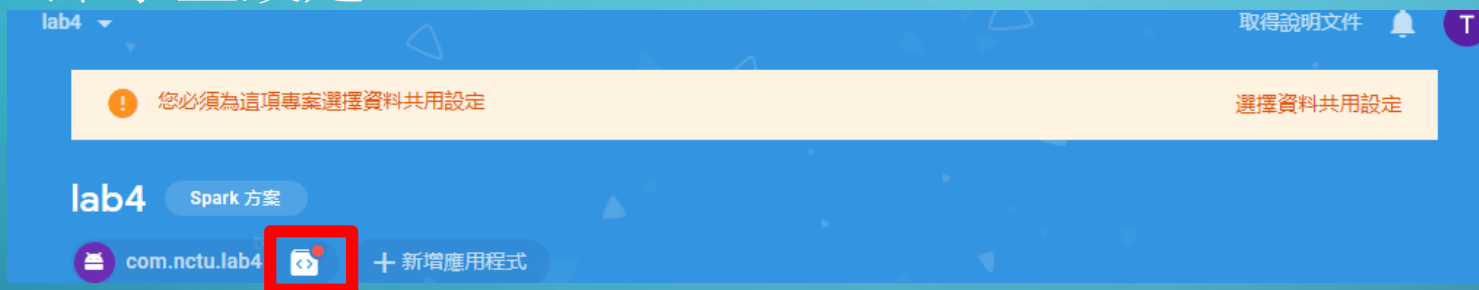 lab4
取得說明文件
T
您必須為這項專案選擇資料共用設定
選擇資料共用設定
lab4
Spark 方案
com.nctu.lab4
+ 新增應用程式